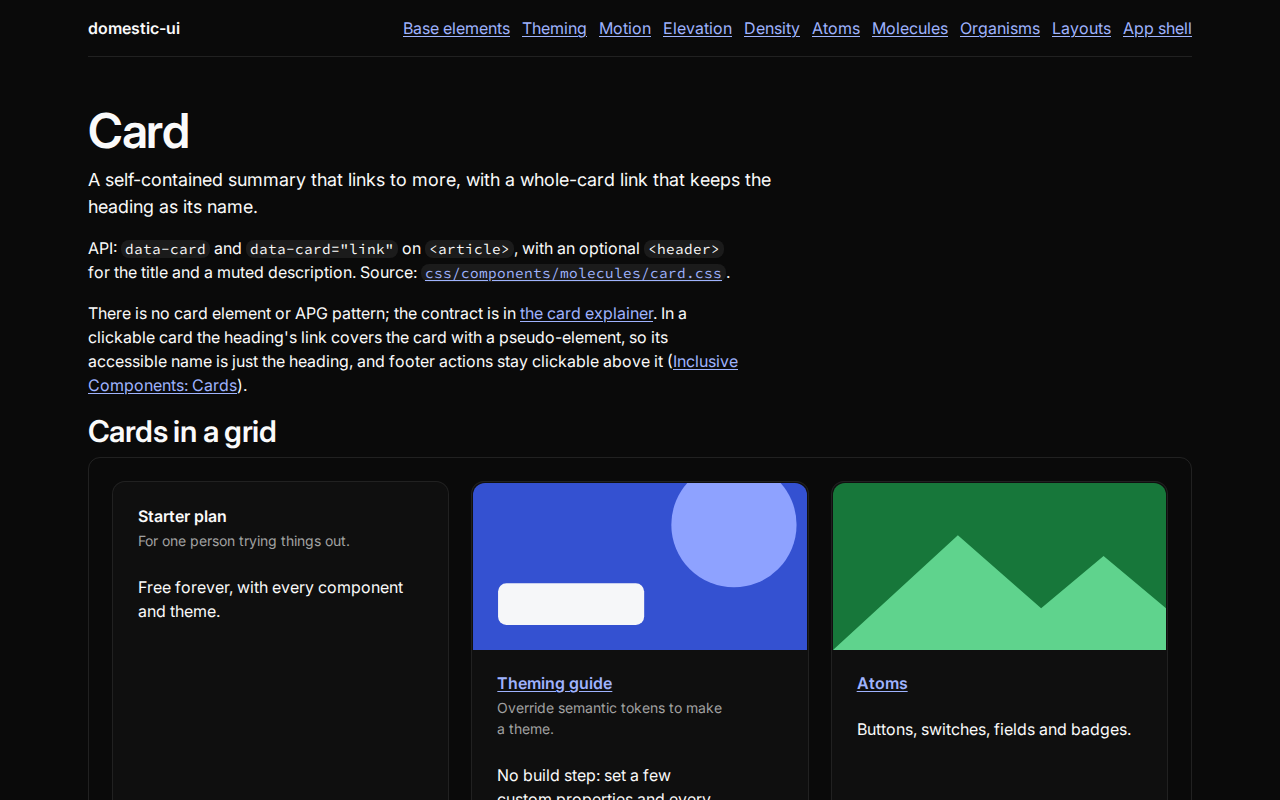 domestic-ui
Base elements Theming Motion Elevation Density Atoms Molecules Organisms Layouts App shell
Card
A self-contained summary that links to more, with a whole-card link that keeps the
heading as its name.
API: data-card and data-card="link" on <article>, with an optional <header>
for the title and a muted description. Source: css/components/molecules/card.css.
There is no card element or APG pattern; the contract is in the card explainer. In a
clickable card the heading's link covers the card with a pseudo-element, so its
accessible name is just the heading, and footer actions stay clickable above it (Inclusive
Components: Cards).
Cards in a grid
Starter plan
For one person trying things out.
Free forever, with every component
and theme.
Theming guide
Override semantic tokens to make
a theme.
No build step: set a few
custom properties and every
Atoms
Buttons, switches, fields and badges.